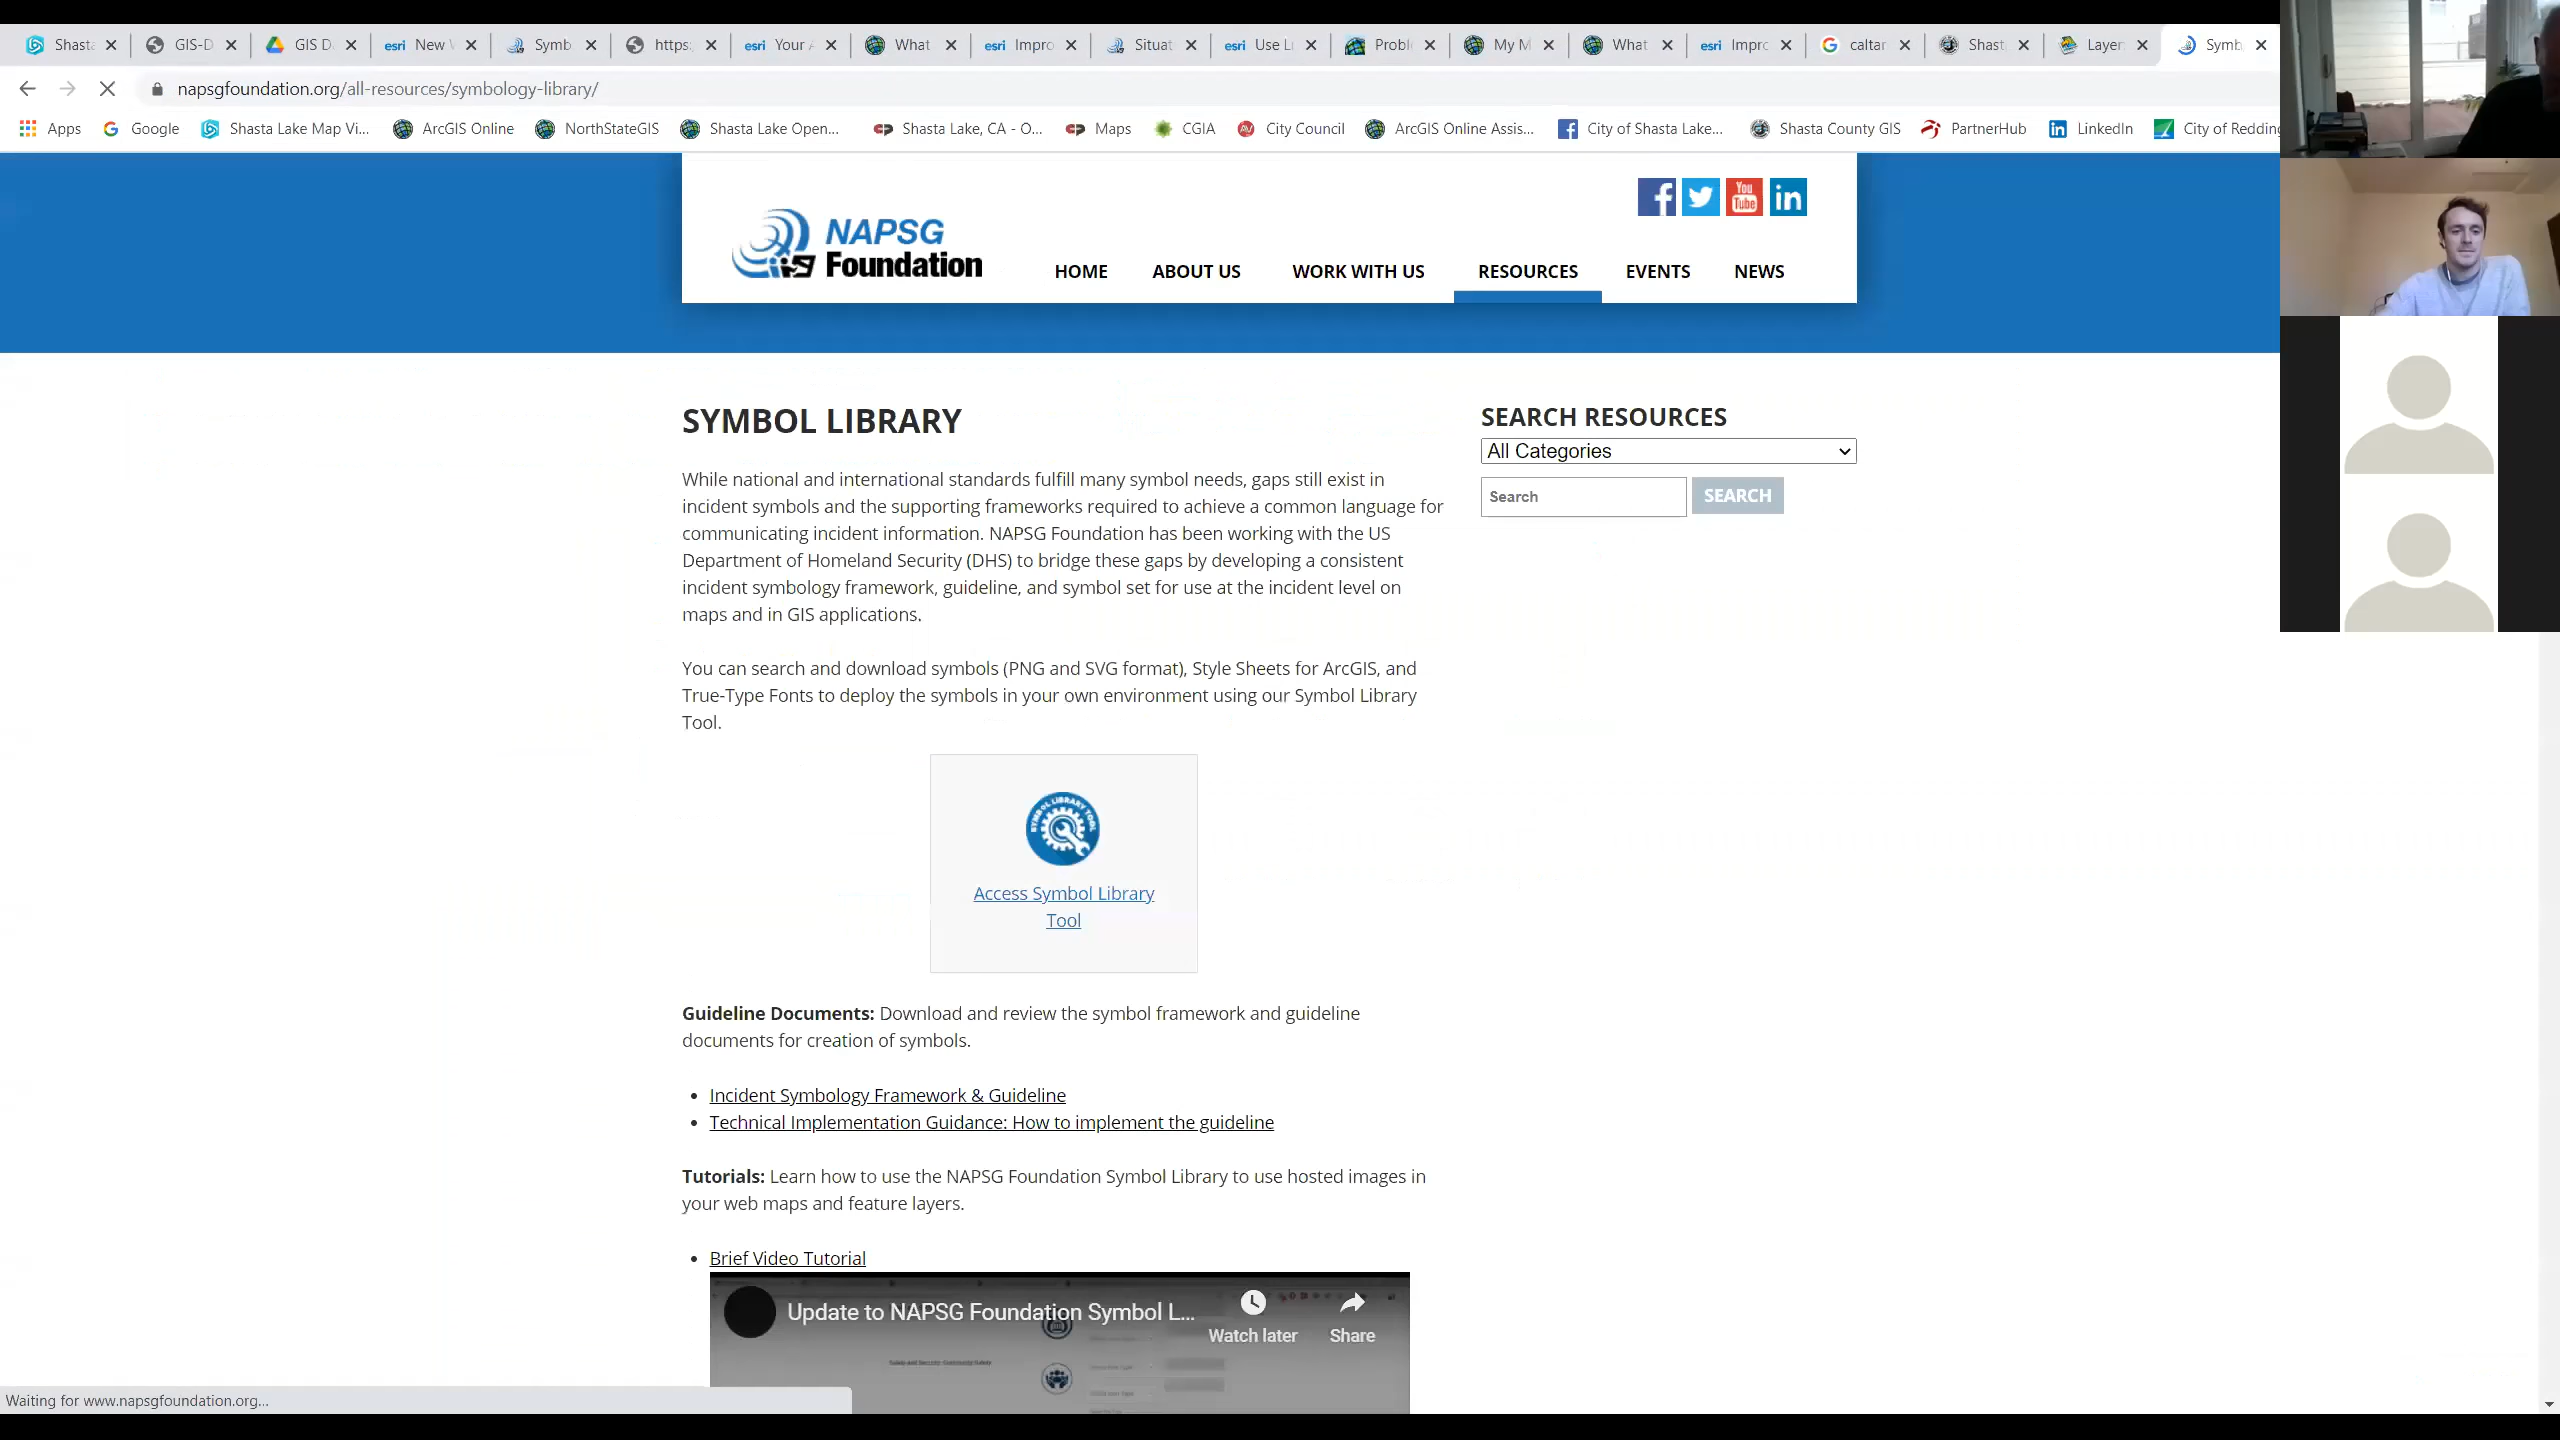 Shast
GIS-D
GIS D
esri New
Symb
https:
esri Your
What
esri Impro
Situat
esri Use L
Probl
My M
What
esri Impro
caltar
Shast
Layer
Symb
napsgfoundation.org/all-resources/symbology-library/
Apps
Google
Shasta Lake Map Vi...
ArcGIS Online
NorthStateGIS
Shasta Lake Open...
Shasta Lake, CA - O...
Maps
CGIA
City Council
ArcGIS Online Assis...
City of Shasta Lake...
Shasta County GIS
PartnerHub
LinkedIn
City of Redding
You
Tube
in
NAPSG
Foundation
HOME
ABOUT US
WORK WITH US
RESOURCES
EVENTS
NEWS
SYMBOL LIBRARY
While national and international standards fulfill many symbol needs, gaps still exist in
incident symbols and the supporting frameworks required to achieve a common language for
communicating incident information. NAPSG Foundation has been working with the US
Department of Homeland Security (DHS) to bridge these gaps by developing a consistent
incident symbology framework, guideline, and symbol set for use at the incident level on
maps and in GIS applications.
You can search and download symbols (PNG and SVG format), Style Sheets for ArcGIS, and
True-Type Fonts to deploy the symbols in your own environment using our Symbol Library
Tool.
SYMBOL LIBRARY TOOL
Access Symbol Library
Tool
Guideline Documents: Download and review the symbol framework and guideline
documents for creation of symbols.
• Incident Symbology Framework & Guideline
• Technical Implementation Guidance: How to implement the guideline
Tutorials: Learn how to use the NAPSG Foundation Symbol Library to use hosted images in
your web maps and feature layers.
• Brief Video Tutorial
Update to NAPSG Foundation Symbol L...
Watch later
Share
SEARCH RESOURCES
All Categories
Search
SEARCH
Waiting for www.napsgfoundation.org...